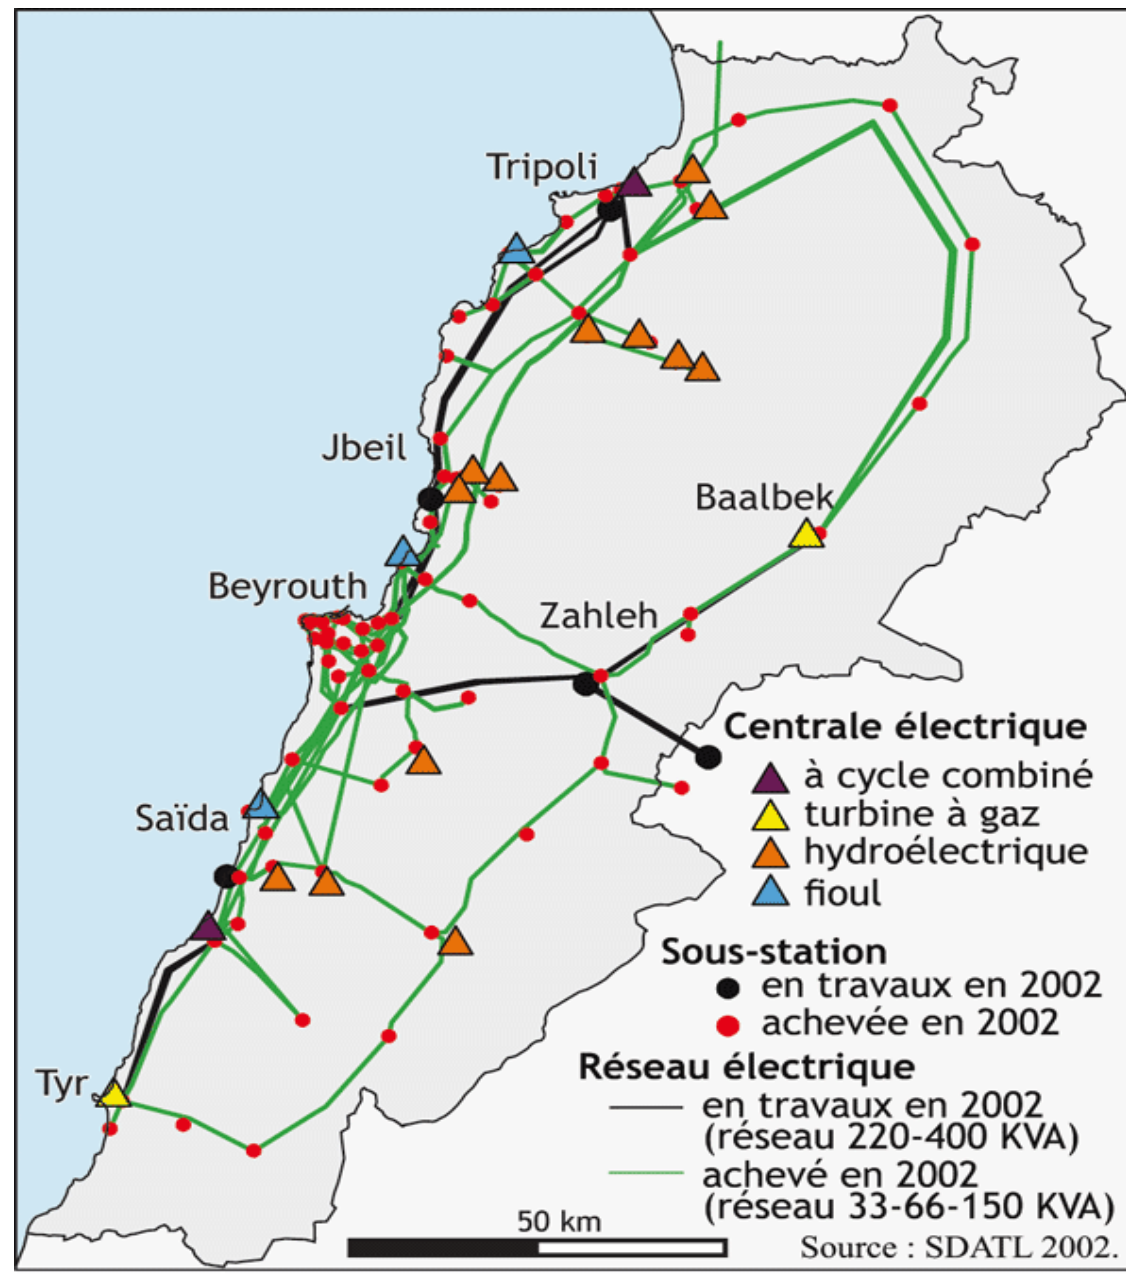 Tripoli
Jbeil
Baalbek
Beyrouth
Zahleh
Saïda
Tyr
Centrale électrique
à cycle combiné
turbine à gaz
hydroélectrique
fioul
Sous-station
en travaux en 2002
achevée en 2002
Réseau électrique
en travaux en 2002
(réseau 220-400 KVA)
achevé en 2002
(réseau 33-66-150 KVA)
50 km
Source : SDATL 2002.